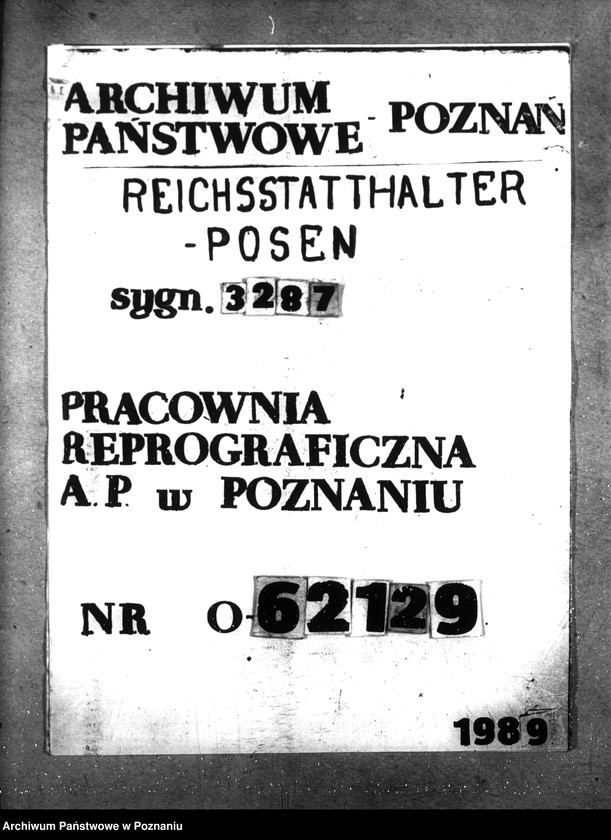 ARCHIWUM
PAŃSTWOWE - POZNAŃ
REICHSSTATTHALTER
-POSEN
sygn. 3287
PRACOWNIA
REPROGRAFICZNA
A.P. w POZNANIU
NR O-62129
1989
Archiwum Państwowe w Poznaniu